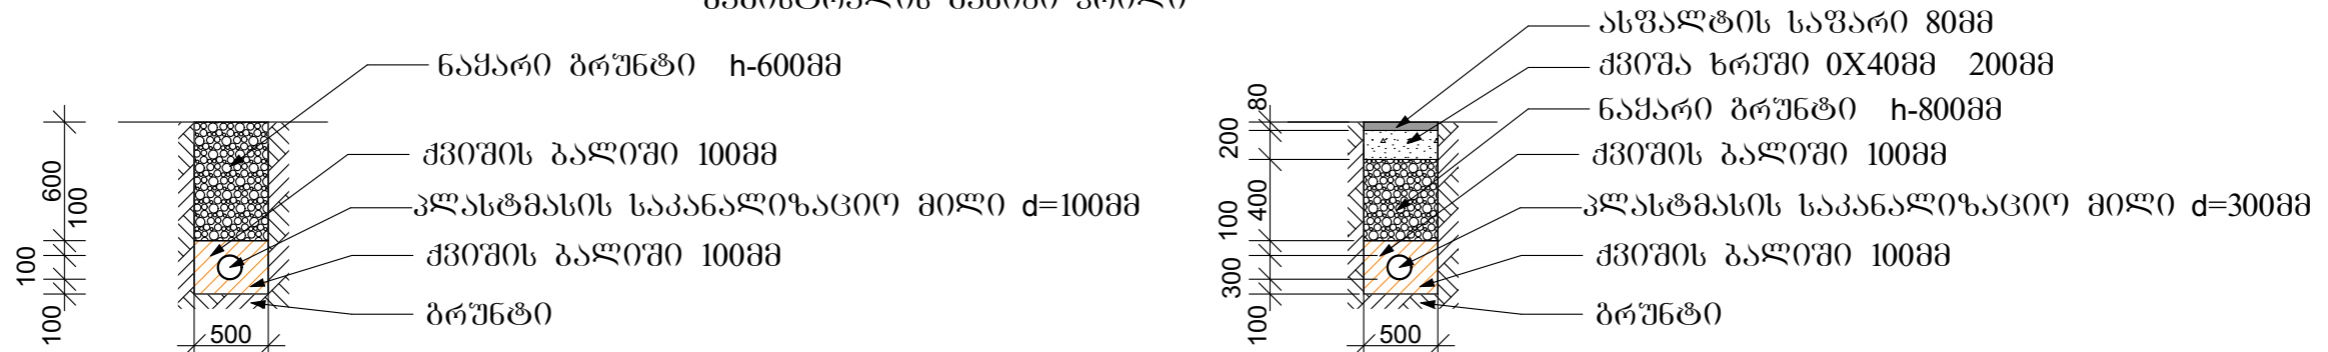 ნაყარი გრუნტი h-600მმ
ქვიშის ბალიში 100მმ
პლასტმასის საკანალიზაციო მილი d=100მმ
ქვიშის ბალიში 100მმ
გრუნტი
600
100
100
100
500
ასფალტის საფარი 80მმ
ქვიშა ხრეში 0X40მმ 200მმ
ნაყარი გრუნტი h-800მმ
ქვიშის ბალიში 100მმ
პლასტმასის საკანალიზაციო მილი d=300მმ
ქვიშის ბალიში 100მმ
გრუნტი
80
200
400
100
300
100
500